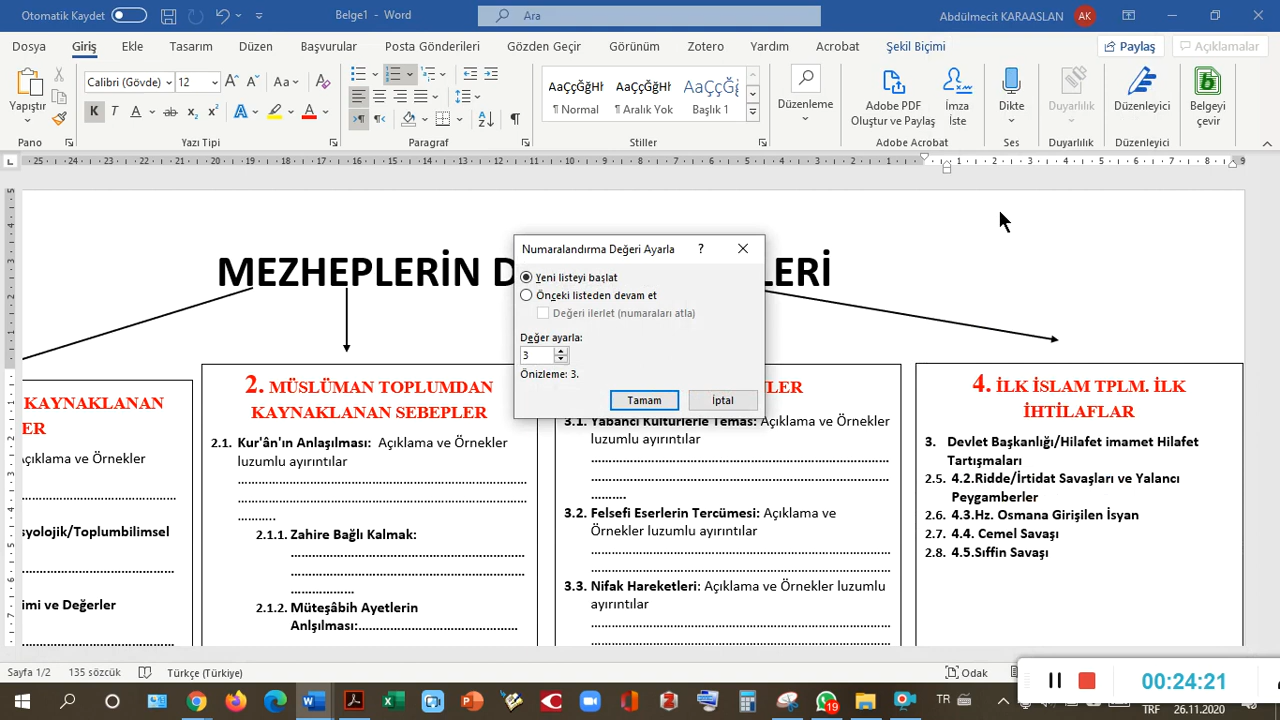 Otomatik Kaydet
Belge1 - Word
Ara
Abdülmecit KARAASLAN
AK
Dosya
Giriş
Ekle
Tasarım
Düzen
Başvurular
Posta Gönderileri
Gözden Geçir
Görünüm
Zotero
Yardım
Acrobat
Şekil Biçimi
Paylaş
Açıklamalar
Yapıştır
Calibri (Gövde)
12
AaÇçĞğHł
¶ Normal
AaÇçĞğHł
¶ Aralık Yok
AaÇçĞğ
Başlık 1
Düzenleme
Adobe PDF
Oluştur ve Paylaş
İmza
İste
Dikte
Duyarlılık
Düzenleyici
Belgeyi
çevir
Pano
Yazı Tipi
Paragraf
Stiller
Adobe Acrobat
Ses
Duyarlılık
Düzenleyici
MEZHEPLERİN D
LERİ
Numaralandırma Değeri Ayarla
Yeni listeyi başlat
Önceki listeden devam et
Değeri ilerlet (numaraları atla)
Değer ayarla:
3
Önizleme: 3.
Tamam
İptal
KAYNAKLANAN
ER
çıklama ve Örnekler
syolojik/Toplumbilimsel
imi ve Değerler
2. MÜSLÜMAN TOPLUMDAN
KAYNAKLANAN SEBEPLER
2.1. Kur'ân'ın Anlaşılması: Açıklama ve Örnekler
luzumlu ayırıntılar
2.1.1. Zahire Bağlı Kalmak:
2.1.2. Müteşâbih Ayetlerin
Anlşılması:..........................................
LER
3.1. Yabancı Kültürlerle Temas: Açıklama ve Örnekler
luzumlu ayırıntılar
3.2. Felsefi Eserlerin Tercümesi: Açıklama ve
Örnekler luzumlu ayırıntılar
3.3. Nifak Hareketleri: Açıklama ve Örnekler luzumlu
ayırıntılar
4. İLK İSLAM TPLM. İLK
İHTİLAFLAR
3. Devlet Başkanlığı/Hilafet imamet Hilafet
Tartışmaları
2.5. 4.2.Ridde/İrtidat Savaşları ve Yalancı
Peygamberler
2.6. 4.3.Hz. Osmana Girişilen İsyan
2.7. 4.4. Cemel Savaşı
2.8. 4.5.Sıffin Savaşı
Sayfa 1/2
135 sözcük
Türkçe (Türkiye)
Odak
00:24:21
19
TR
26.11.2020